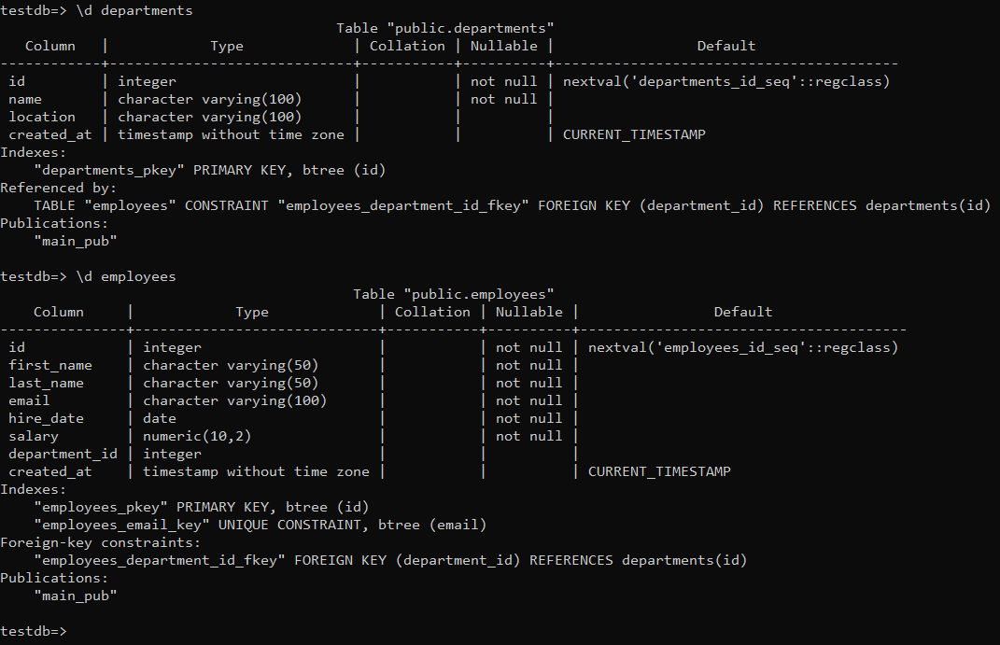 testdb=> \d departments
                                        Table "public.departments"
   Column   |            Type             | Collation | Nullable |                 Default
------------+-----------------------------+-----------+----------+-----------------------------------------
 id         | integer                     |           | not null | nextval('departments_id_seq'::regclass)
 name       | character varying(100)      |           | not null |
 location   | character varying(100)      |           |          |
 created_at | timestamp without time zone |           |          | CURRENT_TIMESTAMP
Indexes:
    "departments_pkey" PRIMARY KEY, btree (id)
Referenced by:
    TABLE "employees" CONSTRAINT "employees_department_id_fkey" FOREIGN KEY (department_id) REFERENCES departments(id)
Publications:
    "main_pub"

testdb=> \d employees
                                          Table "public.employees"
    Column     |            Type             | Collation | Nullable |                Default
---------------+-----------------------------+-----------+----------+---------------------------------------
 id            | integer                     |           | not null | nextval('employees_id_seq'::regclass)
 first_name    | character varying(50)       |           | not null |
 last_name     | character varying(50)       |           | not null |
 email         | character varying(100)      |           | not null |
 hire_date     | date                        |           | not null |
 salary        | numeric(10,2)               |           | not null |
 department_id | integer                     |           |          |
 created_at    | timestamp without time zone |           |          | CURRENT_TIMESTAMP
Indexes:
    "employees_pkey" PRIMARY KEY, btree (id)
    "employees_email_key" UNIQUE CONSTRAINT, btree (email)
Foreign-key constraints:
    "employees_department_id_fkey" FOREIGN KEY (department_id) REFERENCES departments(id)
Publications:
    "main_pub"

testdb=>